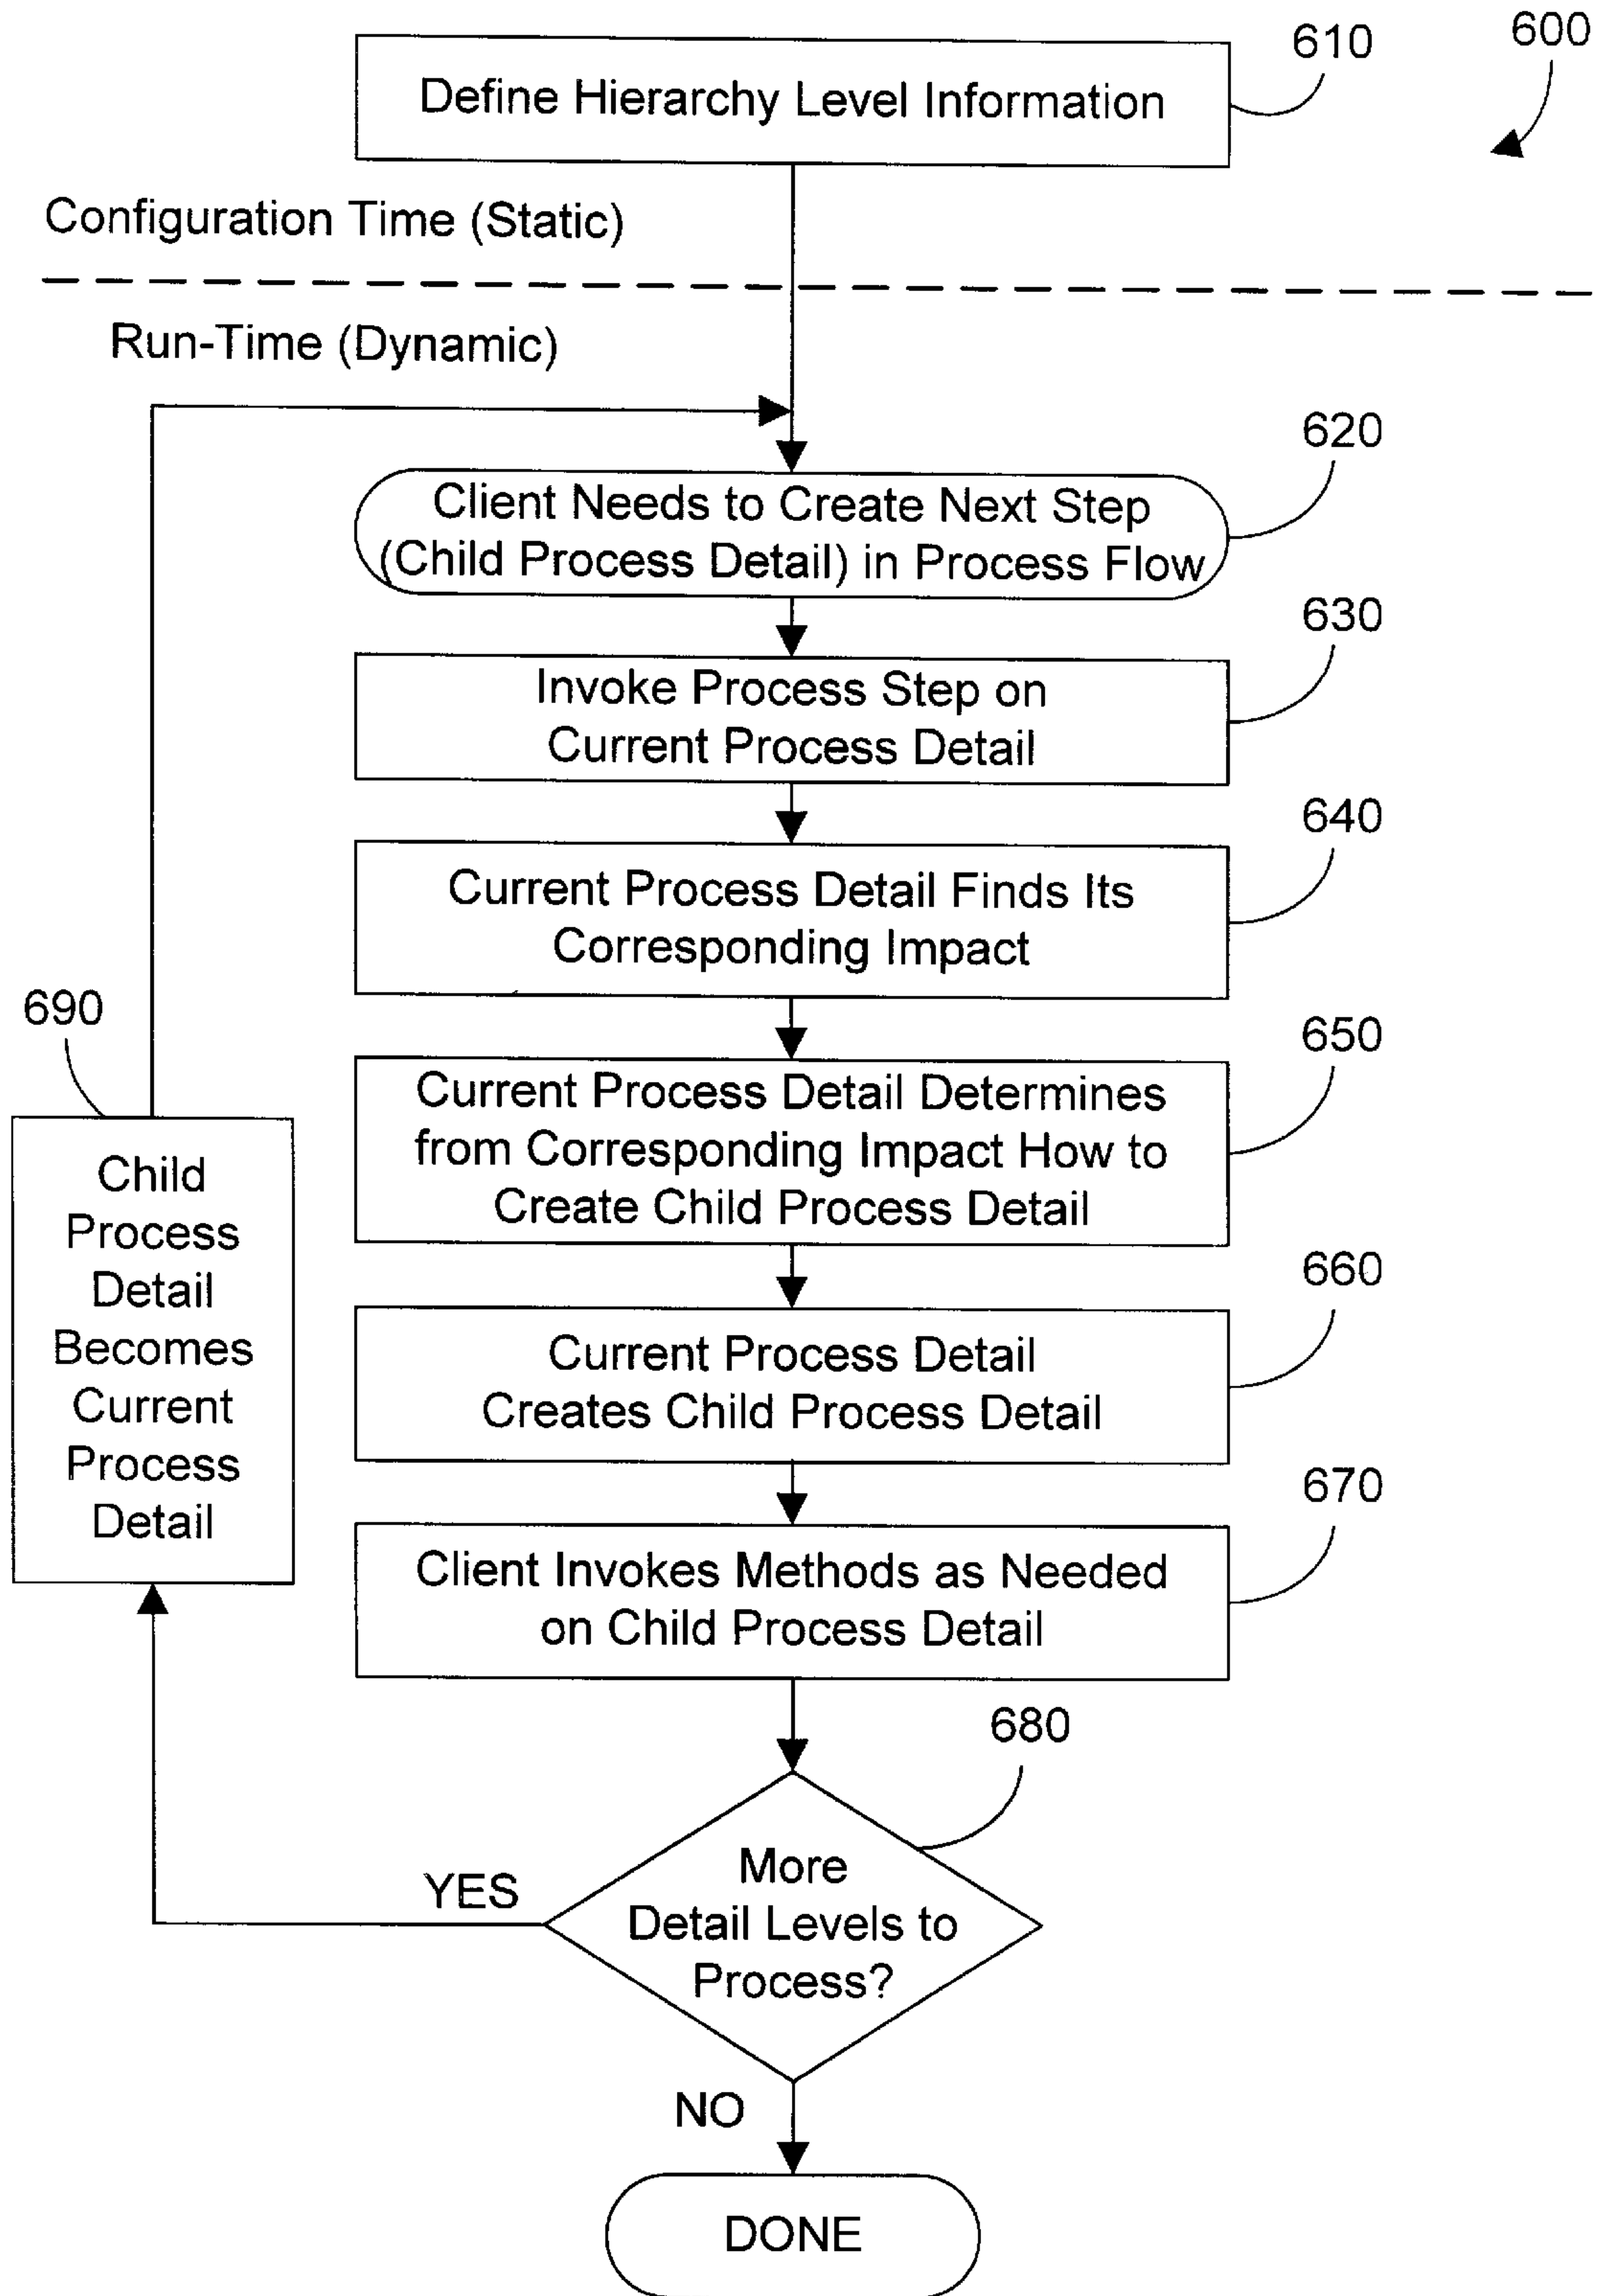 600
610
Define Hierarchy Level Information
Configuration Time (Static)
Run-Time (Dynamic)
620
Client Needs to Create Next Step
(Child Process Detail) in Process Flow
630
Invoke Process Step on
Current Process Detail
640
Current Process Detail Finds Its
Corresponding Impact
650
Current Process Detail Determines
from Corresponding Impact How to
Create Child Process Detail
660
Current Process Detail
Creates Child Process Detail
670
Client Invokes Methods as Needed
on Child Process Detail
680
More
Detail Levels to
Process?
YES
690
Child
Process
Detail
Becomes
Current
Process
Detail
NO
DONE